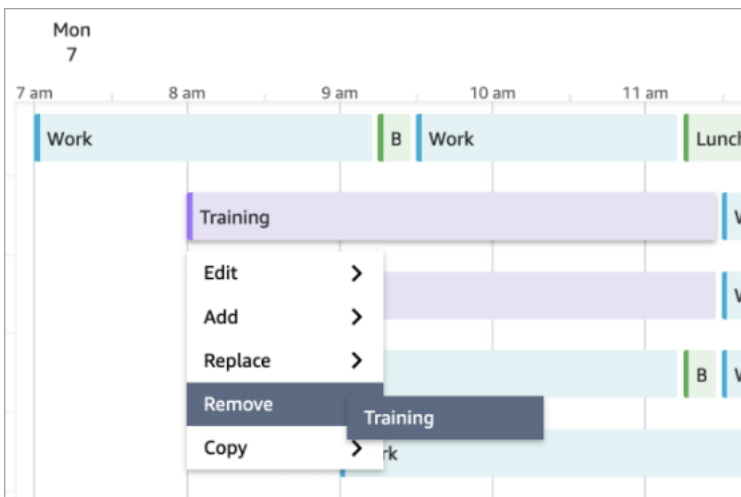 Mon
7
7 am 8 am 9 am 10 am 11 am
Work B Work Lunch
Training
Edit
Add
Replace
B
Remove
Training
Copy